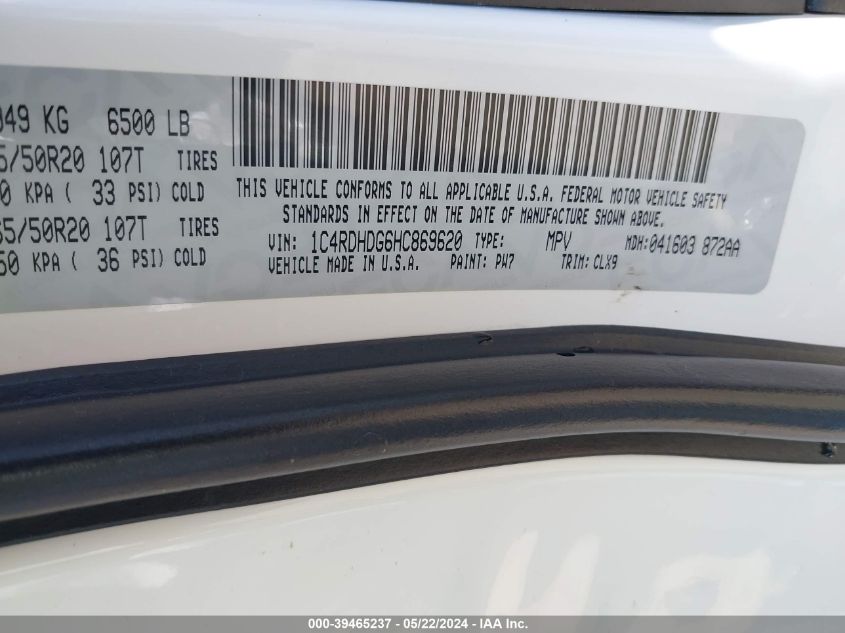 049 KG 6500 LB
5/50R20 107T TIRES
0 KPA ( 33 PSI) COLD
65/50R20 107T TIRES
50 KPA ( 36 PSI) COLD
THIS VEHICLE CONFORMS TO ALL APPLICABLE U.S.A. FEDERAL MOTOR VEHICLE SAFETY
STANDARDS IN EFFECT ON THE DATE OF MANUFACTURE SHOWN ABOVE.
VIN: 1C4RDHDG6HC869620 TYPE: MPV MDH:041603 872AA
VEHICLE MADE IN U.S.A. PAINT: PW7 TRIM: CLX9
000-39465237 - 05/22/2024 - IAA Inc.